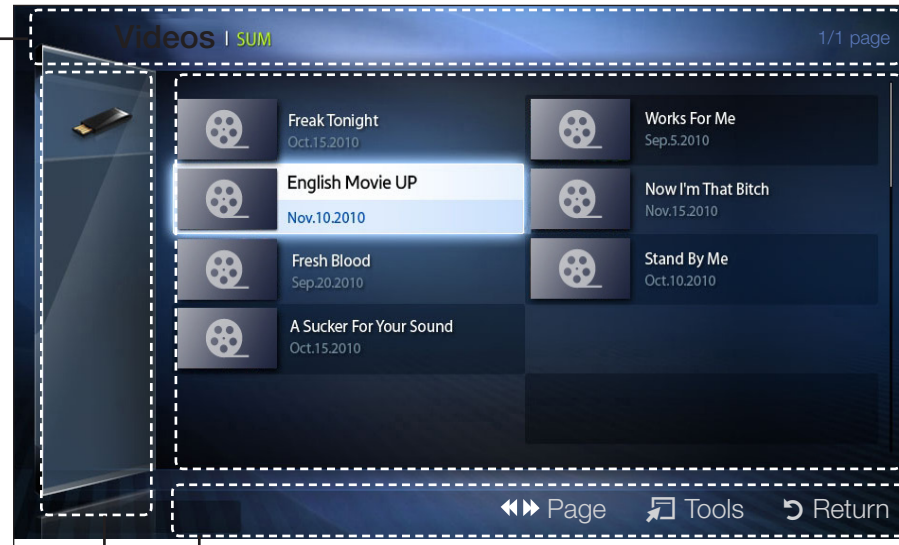 Videos | SUM 1/1 page
Freak Tonight
Oct.15.2010
Works For Me
Sep.5.2010
English Movie UP
Nov.10.2010
Now I'm That Bitch
Nov.15.2010
Fresh Blood
Sep.20.2010
Stand By Me
Oct.10.2010
A Sucker For Your Sound
Oct.15.2010
Page Tools Return